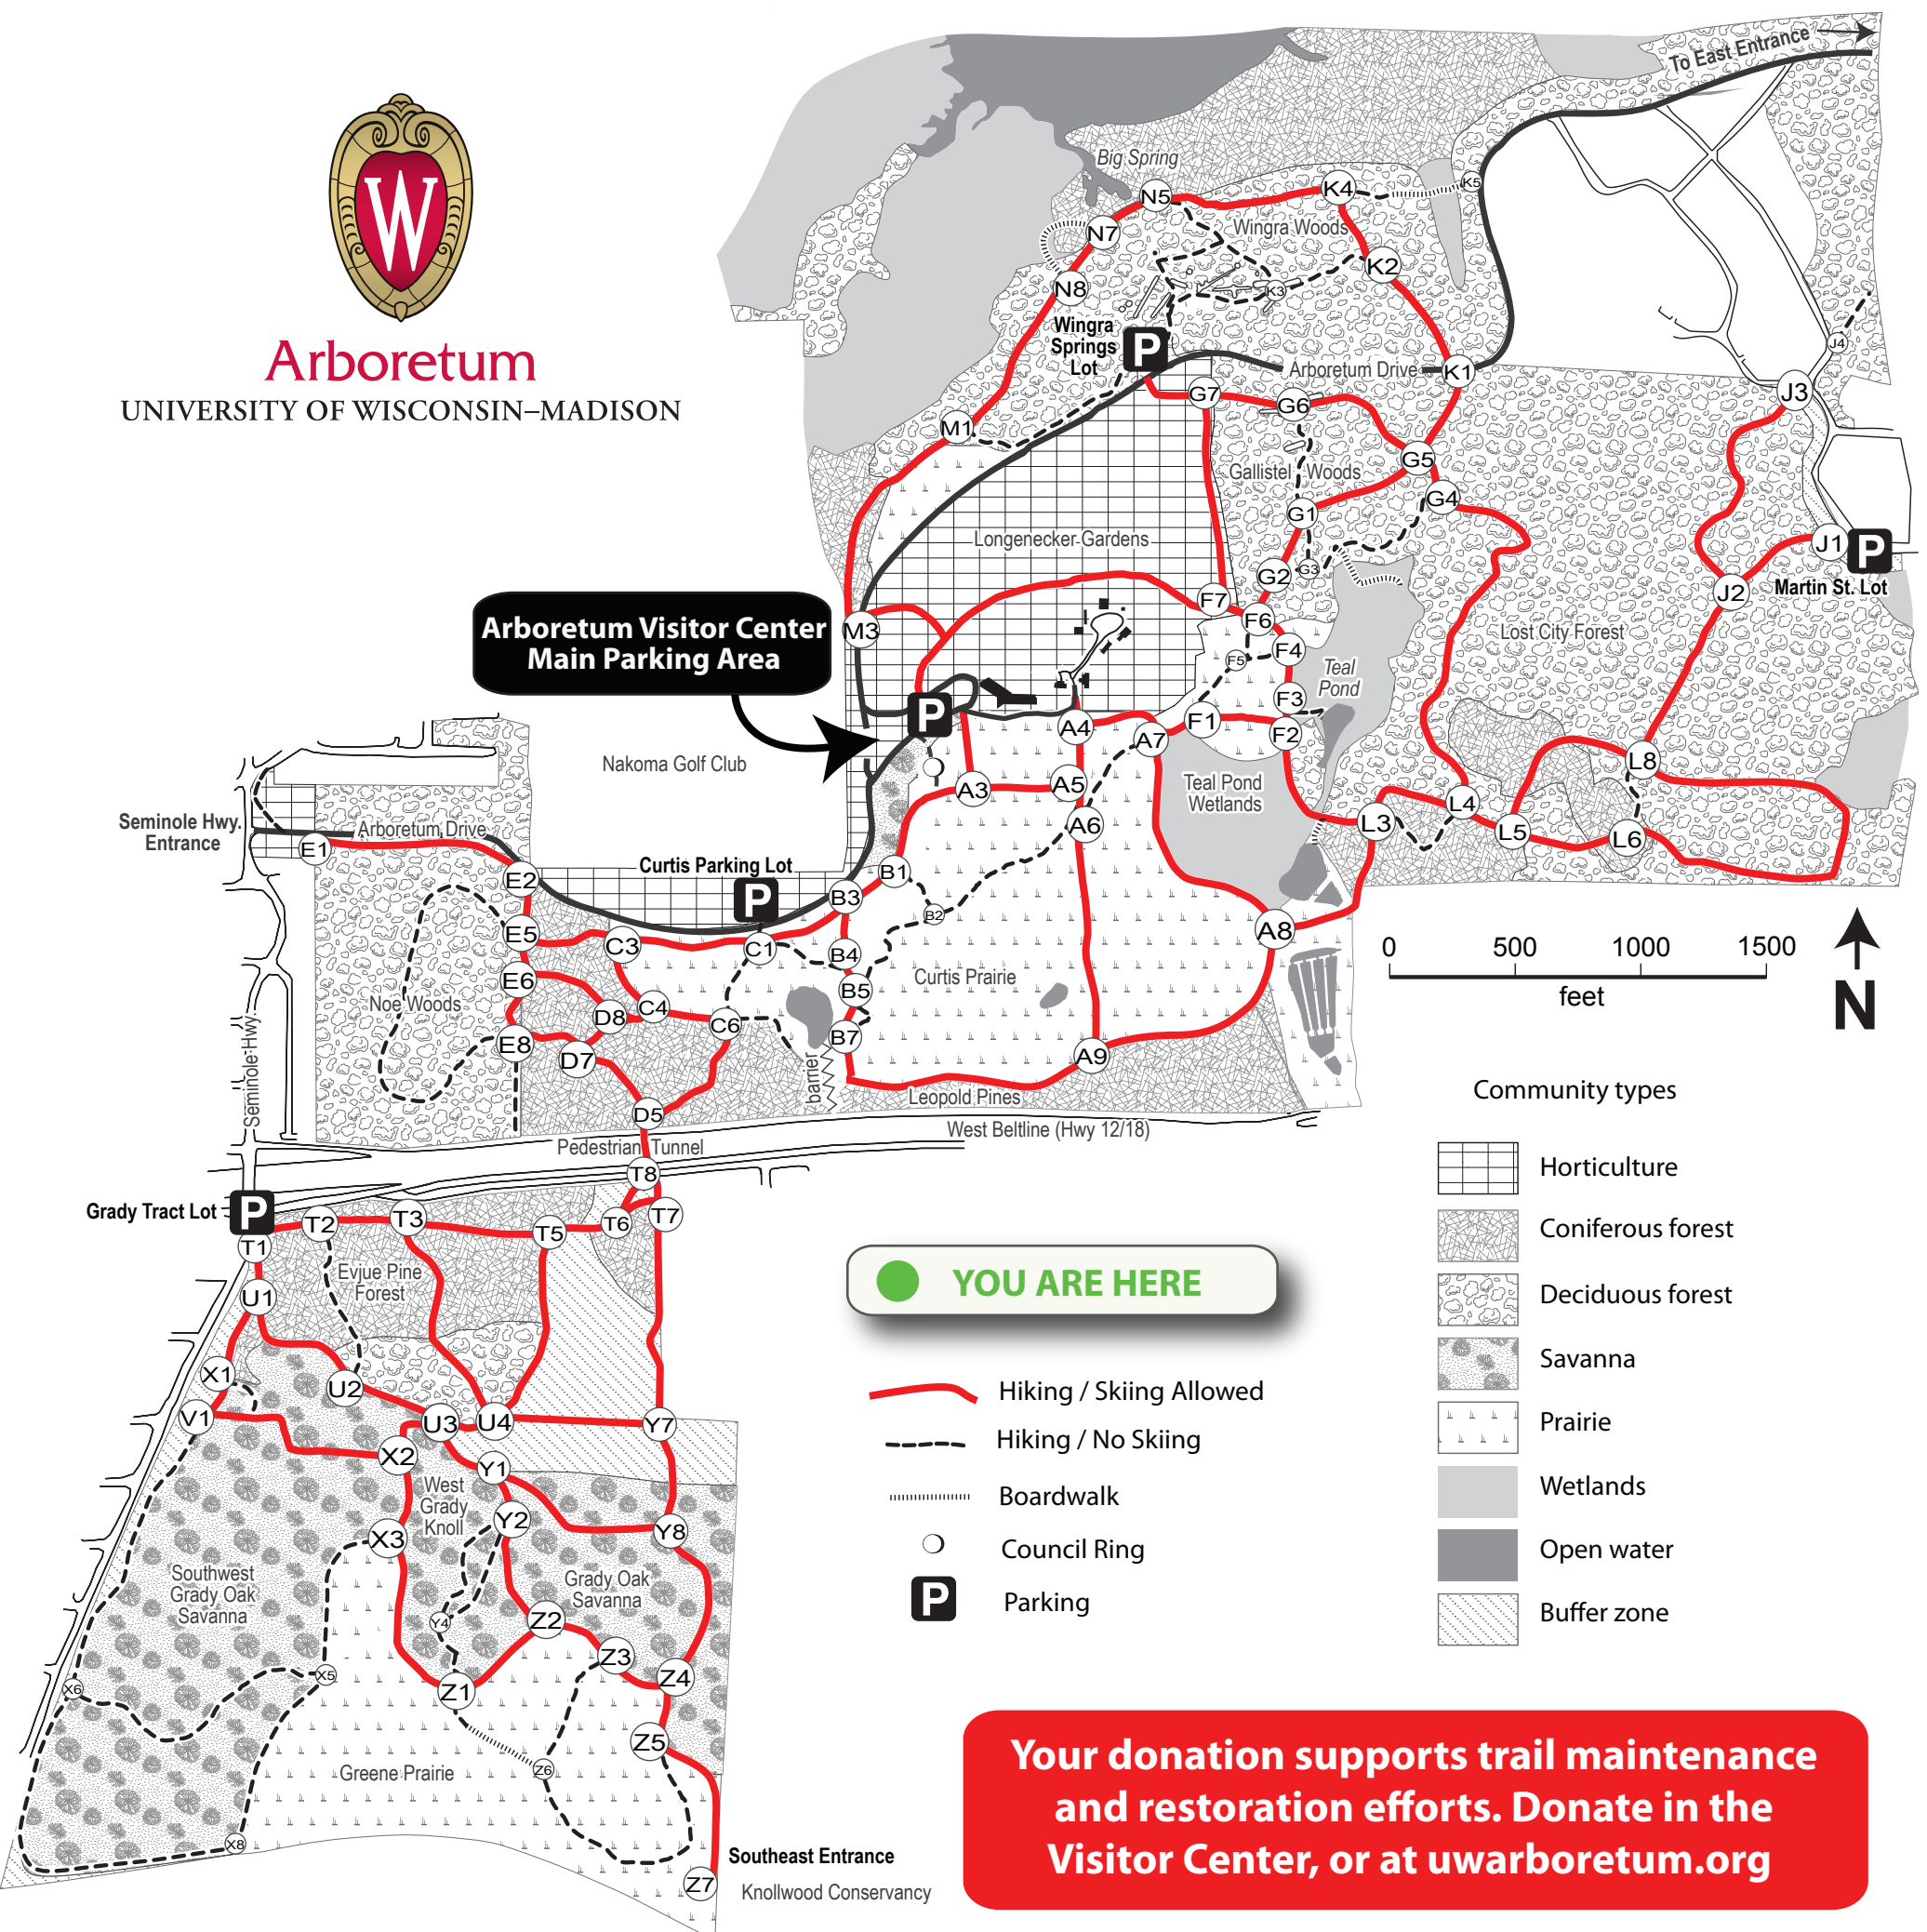 W
Arboretum
UNIVERSITY OF WISCONSIN–MADISON
To East Entrance
Big Spring
N5
K4
K5
N7
Wingra Woods
K2
N8
K3
Wingra
Springs
Lot
P
J4
Arboretum Drive
K1
G7
J3
G6
M1
G5
Gallistel Woods
G4
G1
Longenecker Gardens
J1
P
G3
G2
Martin St. Lot
J2
F7
F6
Arboretum Visitor Center
Main Parking Area
M3
Lost City Forest
F4
F5
Teal
Pond
F3
P
F1
A4
F2
A7
Nakoma Golf Club
L8
A3
A5
Teal Pond
Wetlands
L4
Seminole Hwy.
Entrance
Arboretum Drive
A6
L3
L5
L6
E1
Curtis Parking Lot
B1
E2
P
B3
B2
A8
E5
C3
C1
B4
0 500 1000 1500
feet
N
E6
Curtis Prairie
B5
Noe Woods
D8
C4
C6
B7
E8
D7
A9
barrier
Seminole Hwy.
Leopold Pines
D5
West Beltline (Hwy 12/18)
Pedestrian Tunnel
T8
Grady Tract Lot
P
T2
T3
T5
T6
T7
T1
Evjue Pine
Forest
U1
X1
U2
V1
U3
U4
Y7
X2
Y1
West
Grady
Knoll
Y2
Y8
X3
Southwest
Grady Oak
Savanna
Grady Oak
Savanna
Y4
Z2
Z3
X5
Z4
X6
Z1
Z5
Z6
Greene Prairie
X8
Southeast Entrance
Z7
Knollwood Conservancy
YOU ARE HERE
Hiking / Skiing Allowed
Hiking / No Skiing
Boardwalk
Council Ring
P
Parking
Community types
Horticulture
Coniferous forest
Deciduous forest
Savanna
Prairie
Wetlands
Open water
Buffer zone
Your donation supports trail maintenance
and restoration efforts. Donate in the
Visitor Center, or at uwarboretum.org